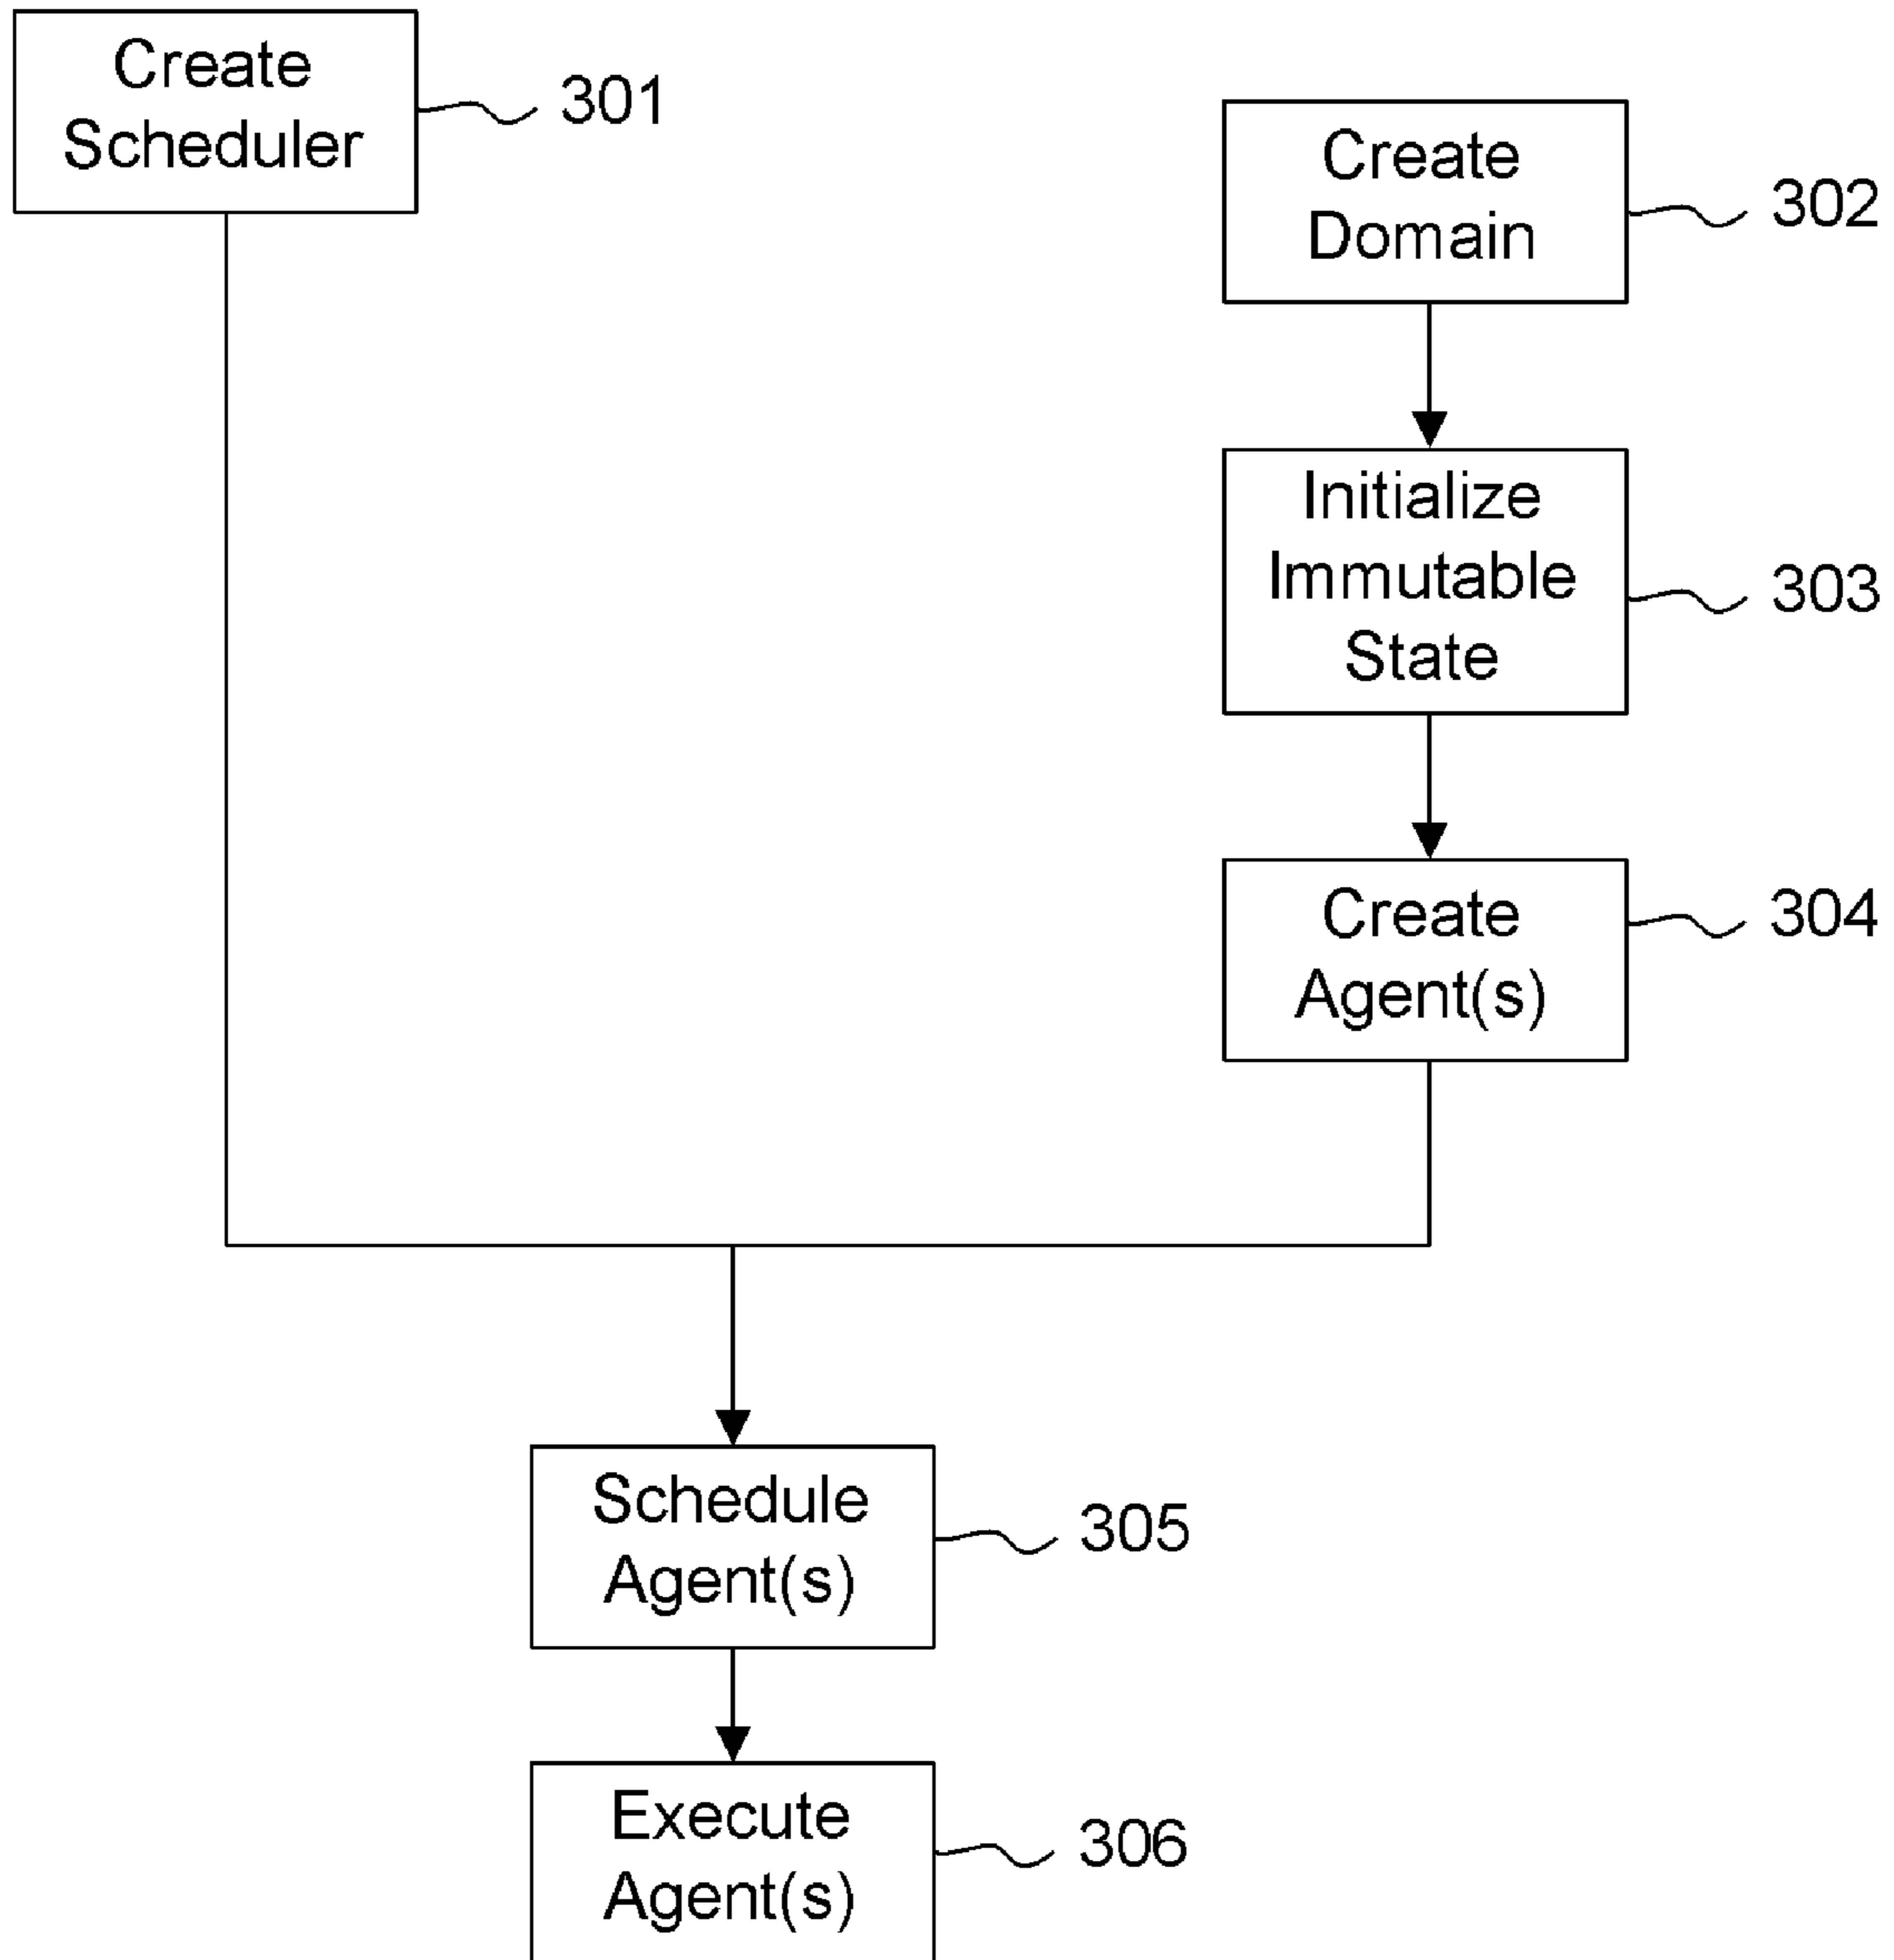 Create
Scheduler
301
Create
Domain
302
Initialize
Immutable
State
303
Create
Agent(s)
304
Schedule
Agent(s)
305
Execute
Agent(s)
306